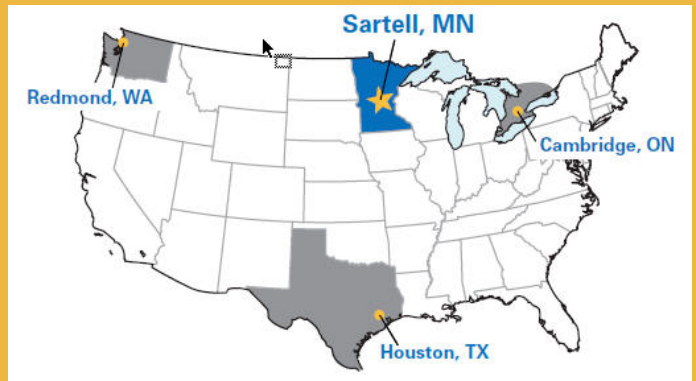 Sartell, MN
Redmond, WA
Cambridge, ON
Houston, TX